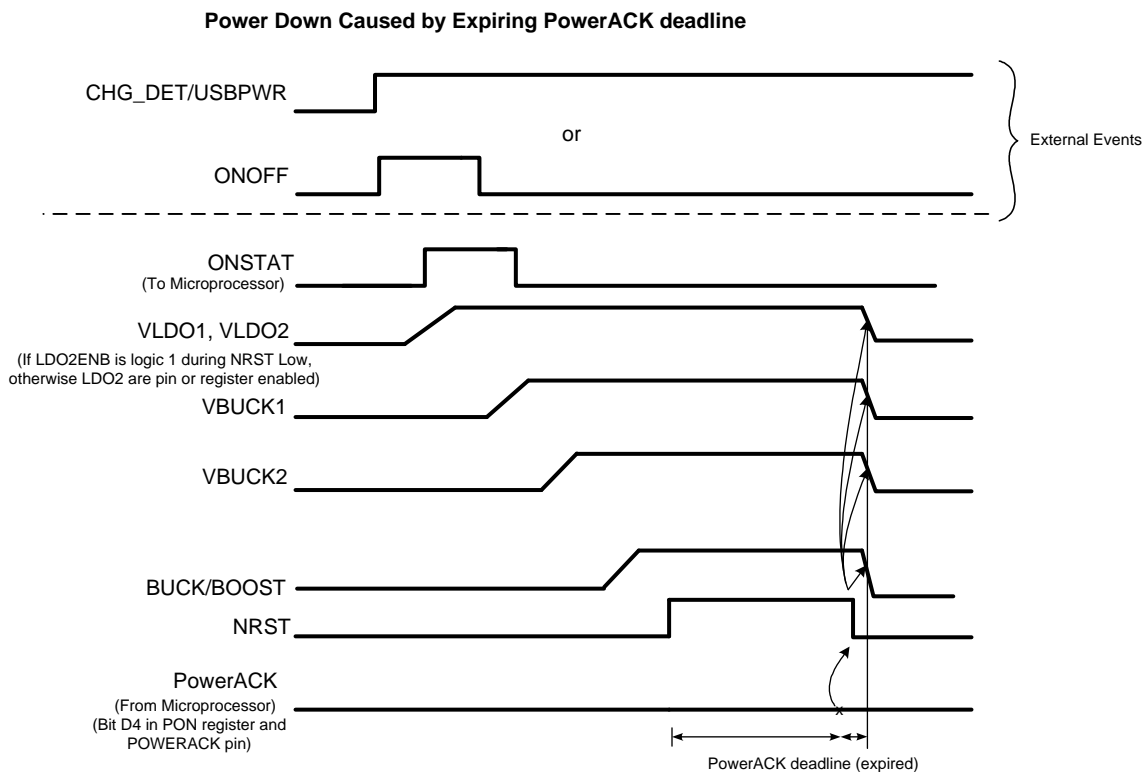 Power Down Caused by Expiring PowerACK deadline
CHG_DET/USBPWR
or
External Events
ONOFF
ONSTAT
(To Microprocessor)
VLDO1, VLDO2
(If LDO2ENB is logic 1 during NRST Low,
otherwise LDO2 are pin or register enabled)
VBUCK1
VBUCK2
BUCK/BOOST
NRST
PowerACK
(From Microprocessor)
(Bit D4 in PON register and
POWERACK pin)
x
PowerACK deadline (expired)